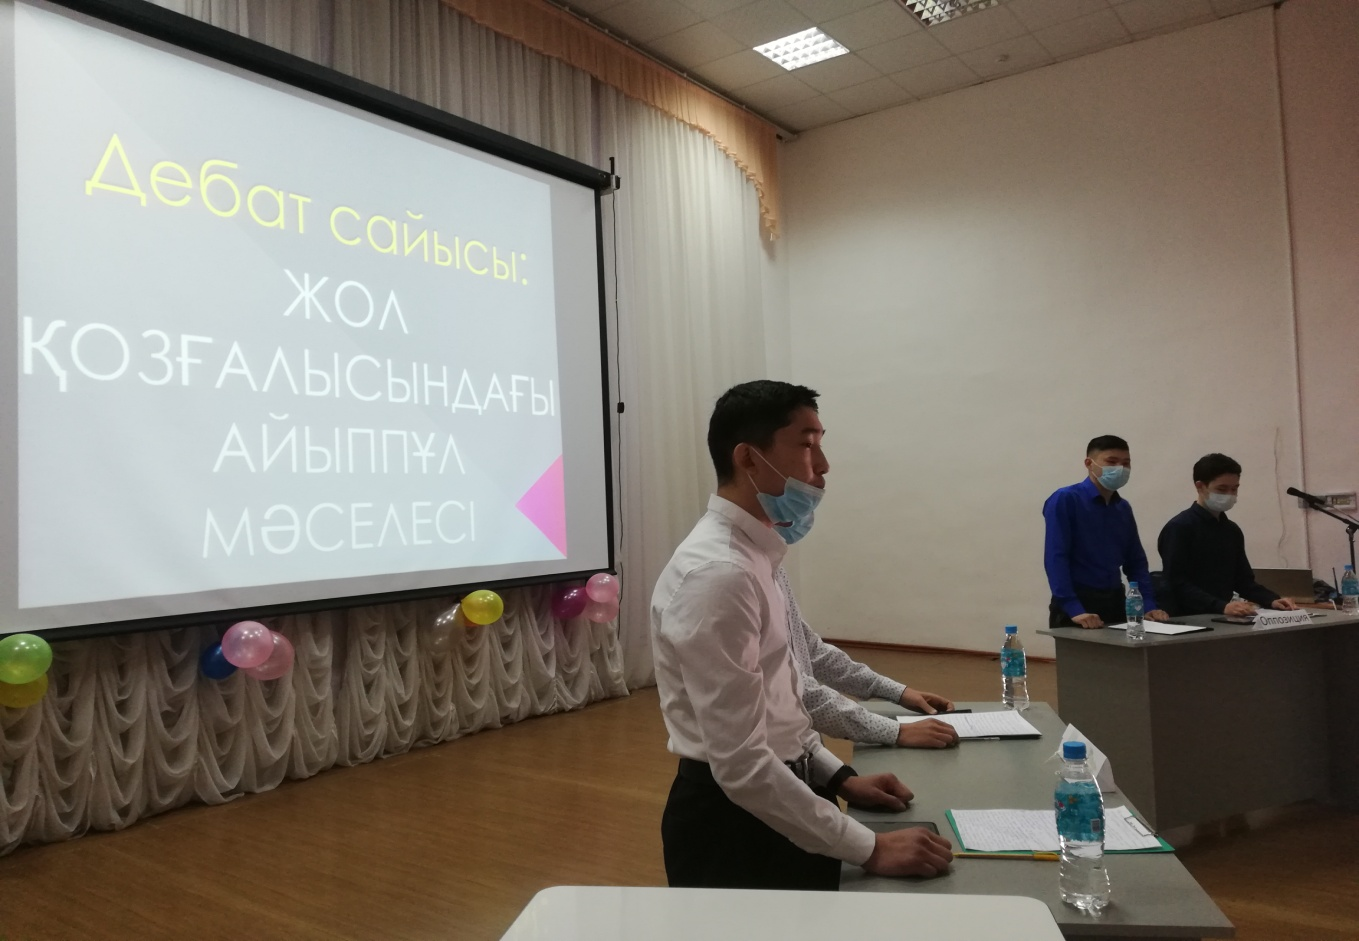 Дебат сайысы:
ЖОЛ
ҚОЗҒАЛЫСЫНДАҒЫ
АЙЫППҰЛ
МӘСЕЛЕСІ
Оппозиция